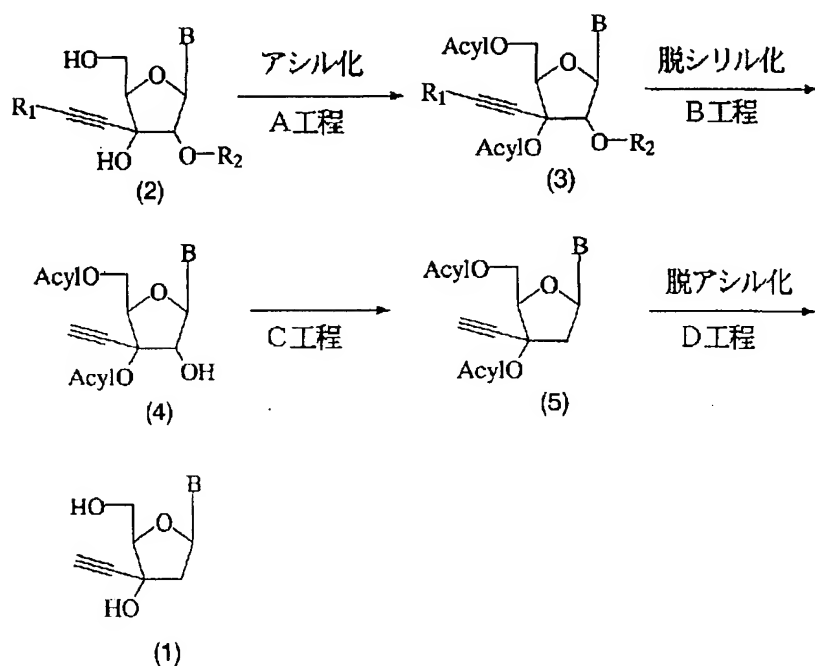 HO O B アシル化 AcylO O B 脱シリル化
R₁ A工程 R₁ B工程
HO O–R₂ AcylO O–R₂
(2) (3)
AcylO O B C工程 AcylO O B 脱アシル化
AcylO OH AcylO D工程
(4) (5)
HO O B
HO
(1)